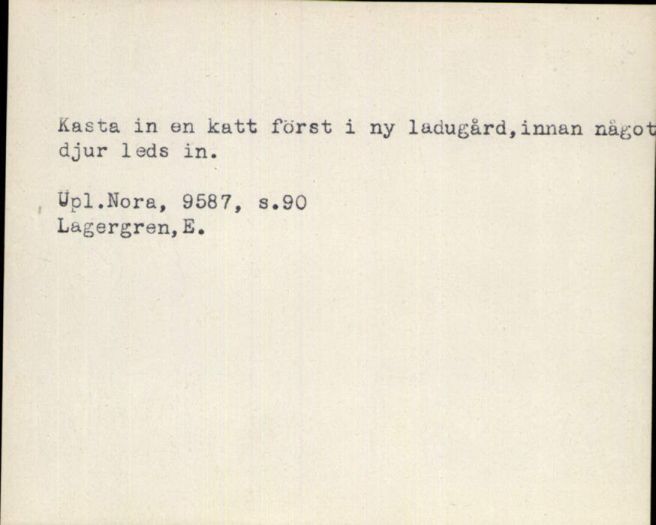 Kasta in en katt först i ny ladugård,innan något
djur leds in.
Upl.Nora, 9587, s.90
Lagergren,E.